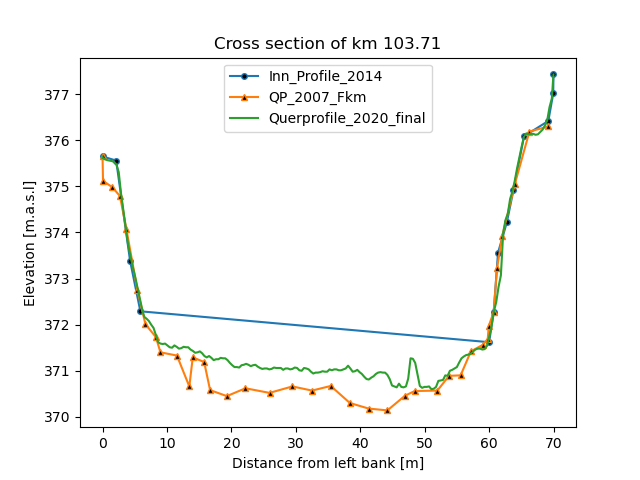 Cross section of km 103.71
Inn_Profile_2014
QP_2007_Fkm
Querprofile_2020_final
Elevation [m.a.s.l]
377
376
375
374
373
372
371
370
0 10 20 30 40 50 60 70
Distance from left bank [m]